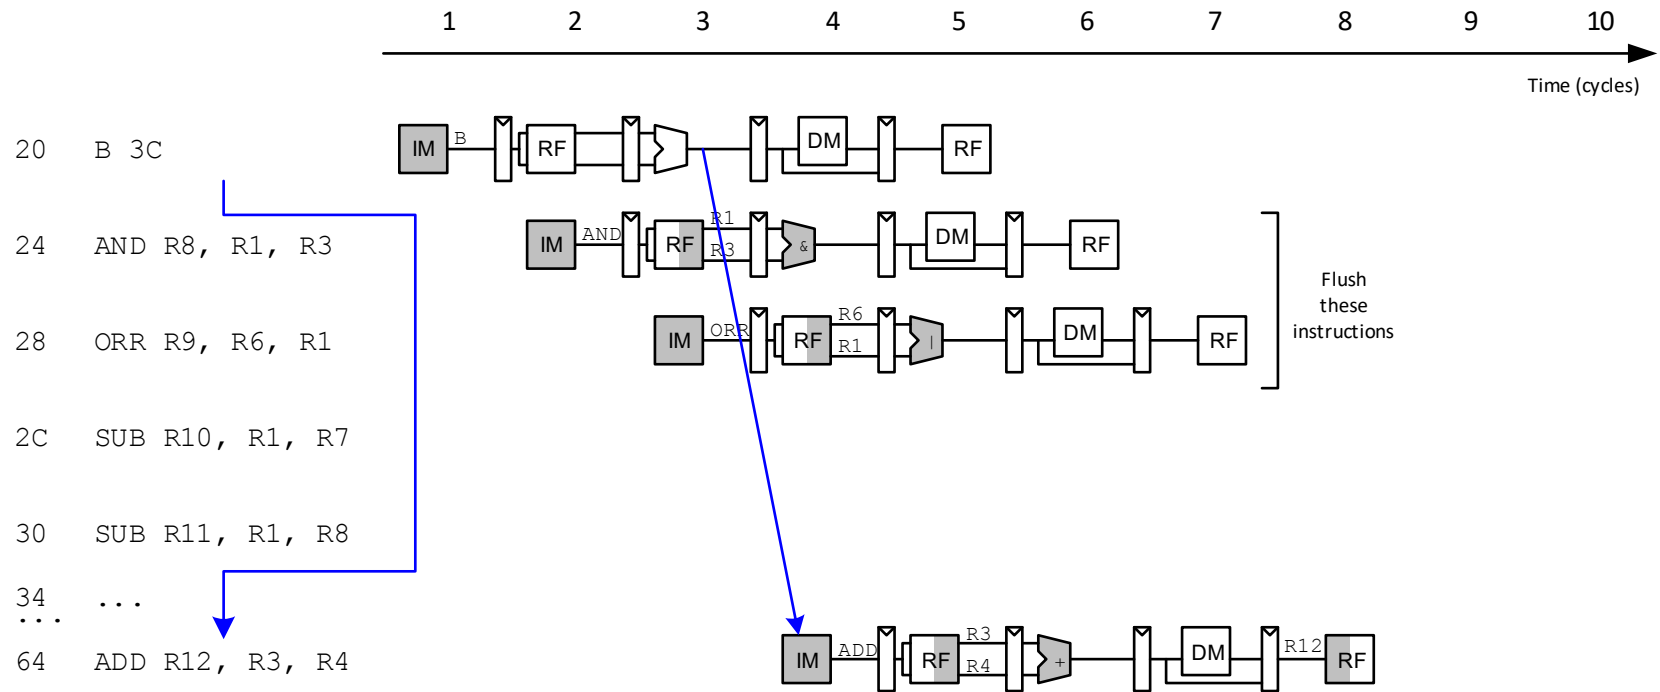 1 2 3 4 5 6 7 8 9 10
Time (cycles)
20 B 3C
IM B RF DM RF
24 AND R8, R1, R3
IM AND RF R1 R3 & DM RF
28 ORR R9, R6, R1
IM ORR RF R6 R1 | DM RF
Flush
these
instructions
2C SUB R10, R1, R7
30 SUB R11, R1, R8
34 ...
...
64 ADD R12, R3, R4
IM ADD RF R3 R4 + DM R12 RF